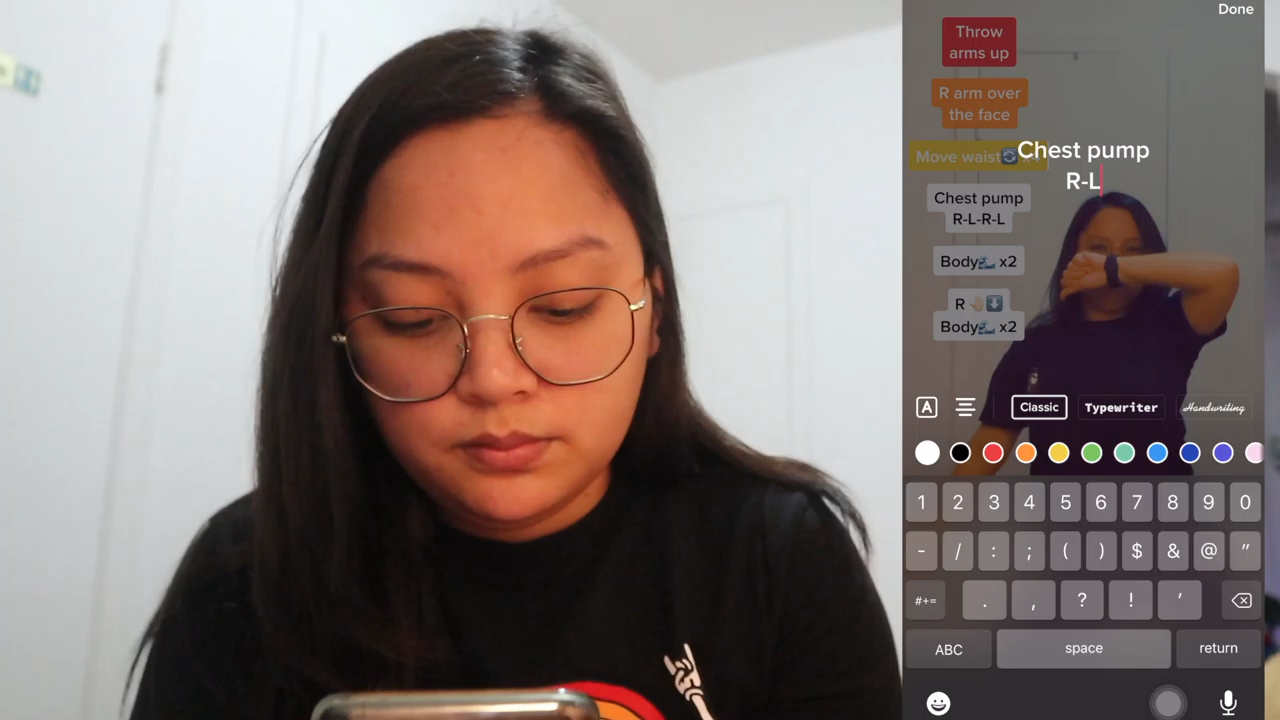 Done
Throw
arms up
R arm over
the face
Move waist🔄 x4
Chest pump
R-L
Chest pump
R-L-R-L
Body🌊 x2
R 🤚🏻⬇️
Body🌊 x2
A
Classic Typewriter Handwriting
1 2 3 4 5 6 7 8 9 0
- / : ; ( ) $ & @ "
#+= . , ? ! '
ABC space return